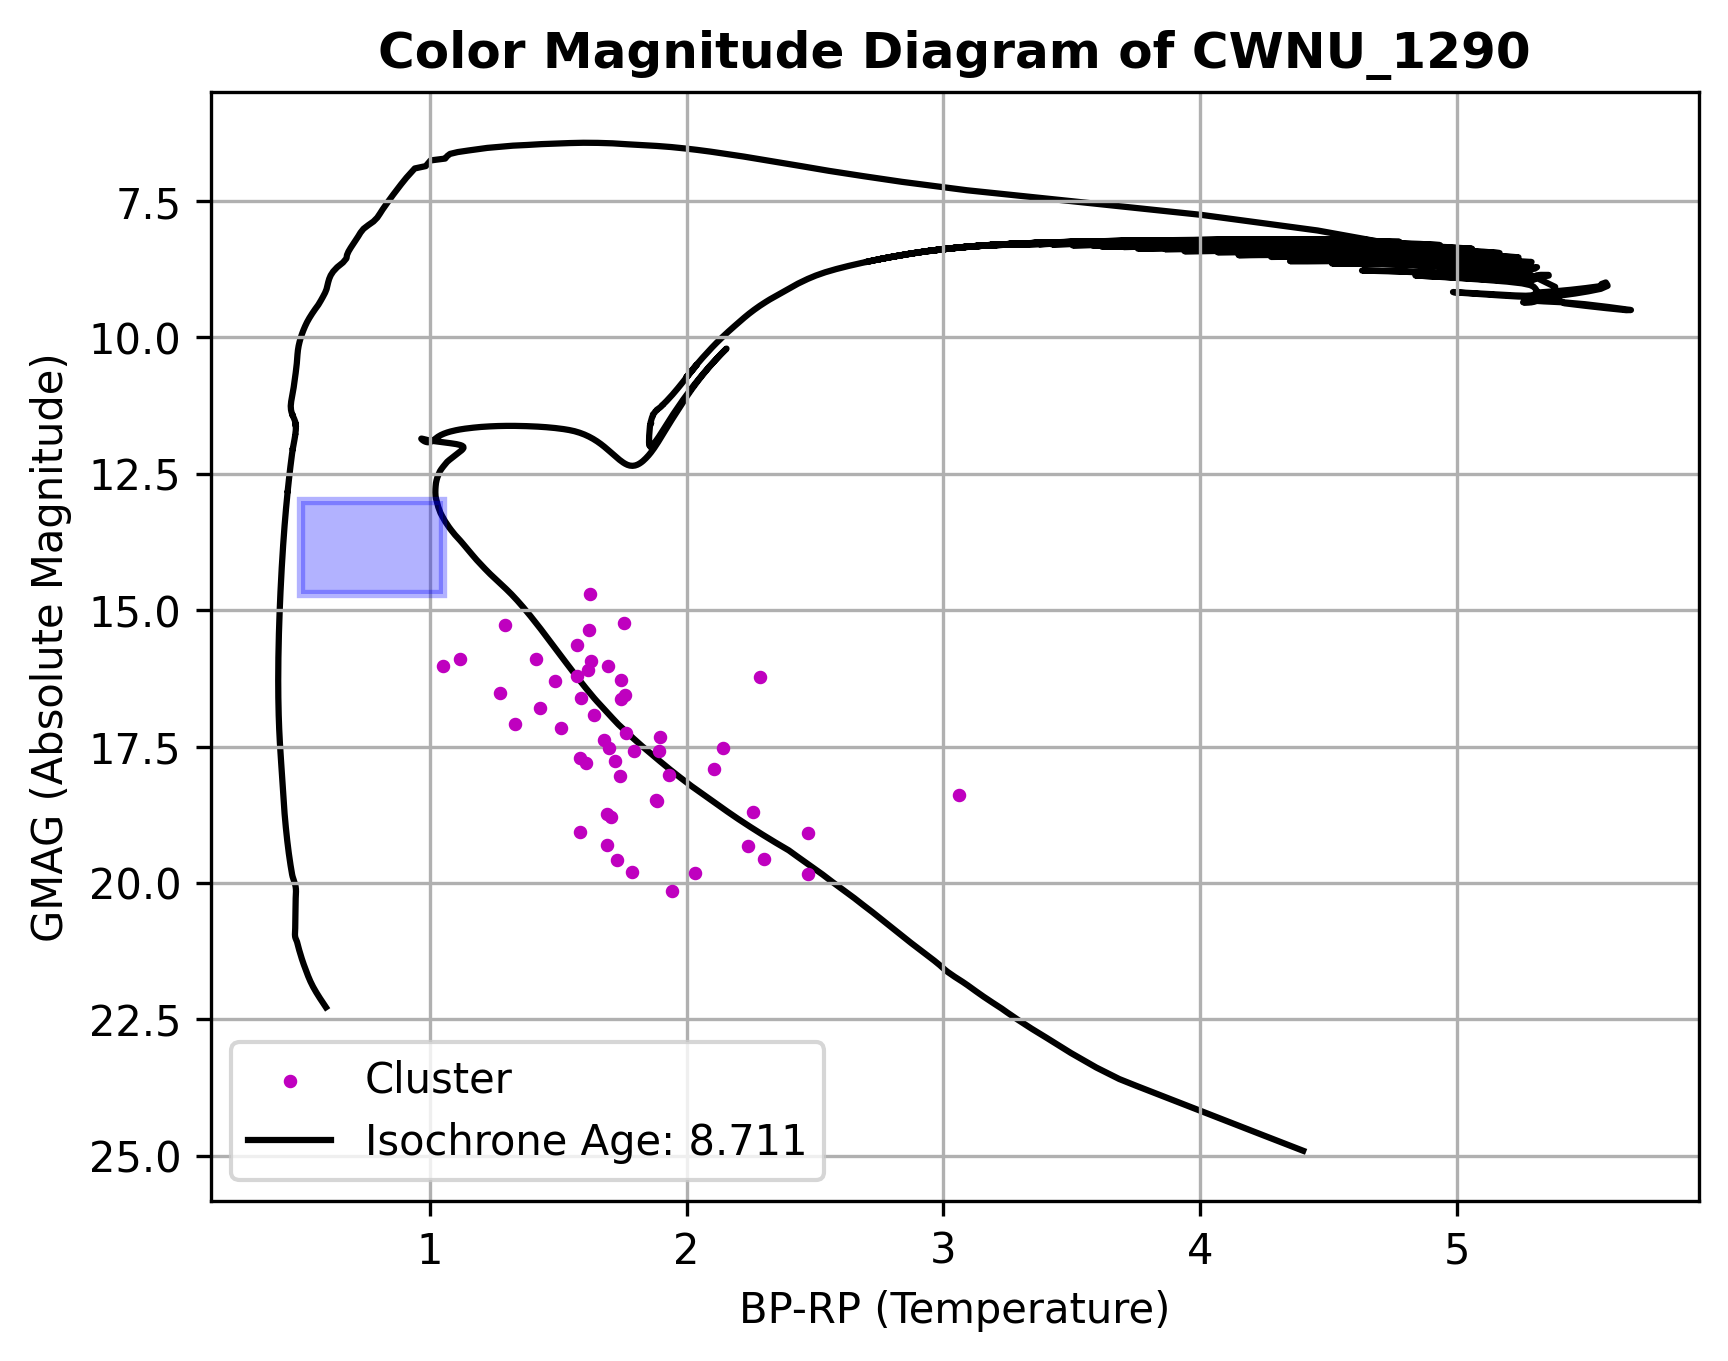 Color Magnitude Diagram of CWNU_1290
GMAG (Absolute Magnitude)
7.5
10.0
12.5
15.0
17.5
20.0
22.5
25.0
Cluster
Isochrone Age: 8.711
1
2
3
4
5
BP-RP (Temperature)